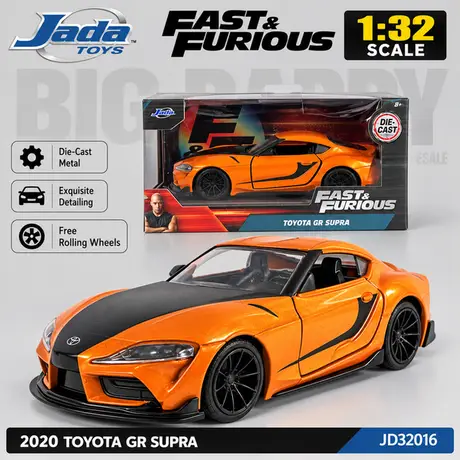 Jada
TOYS
FAST &
FURIOUS
1:32
SCALE
BIG DADDY
Die-Cast
Metal
Exquisite
Detailing
Free
Rolling Wheels
Jada
8+
DIE-CAST
FAST &
FURIOUS
TOYOTA GR SUPRA
2020 TOYOTA GR SUPRA
JD32016